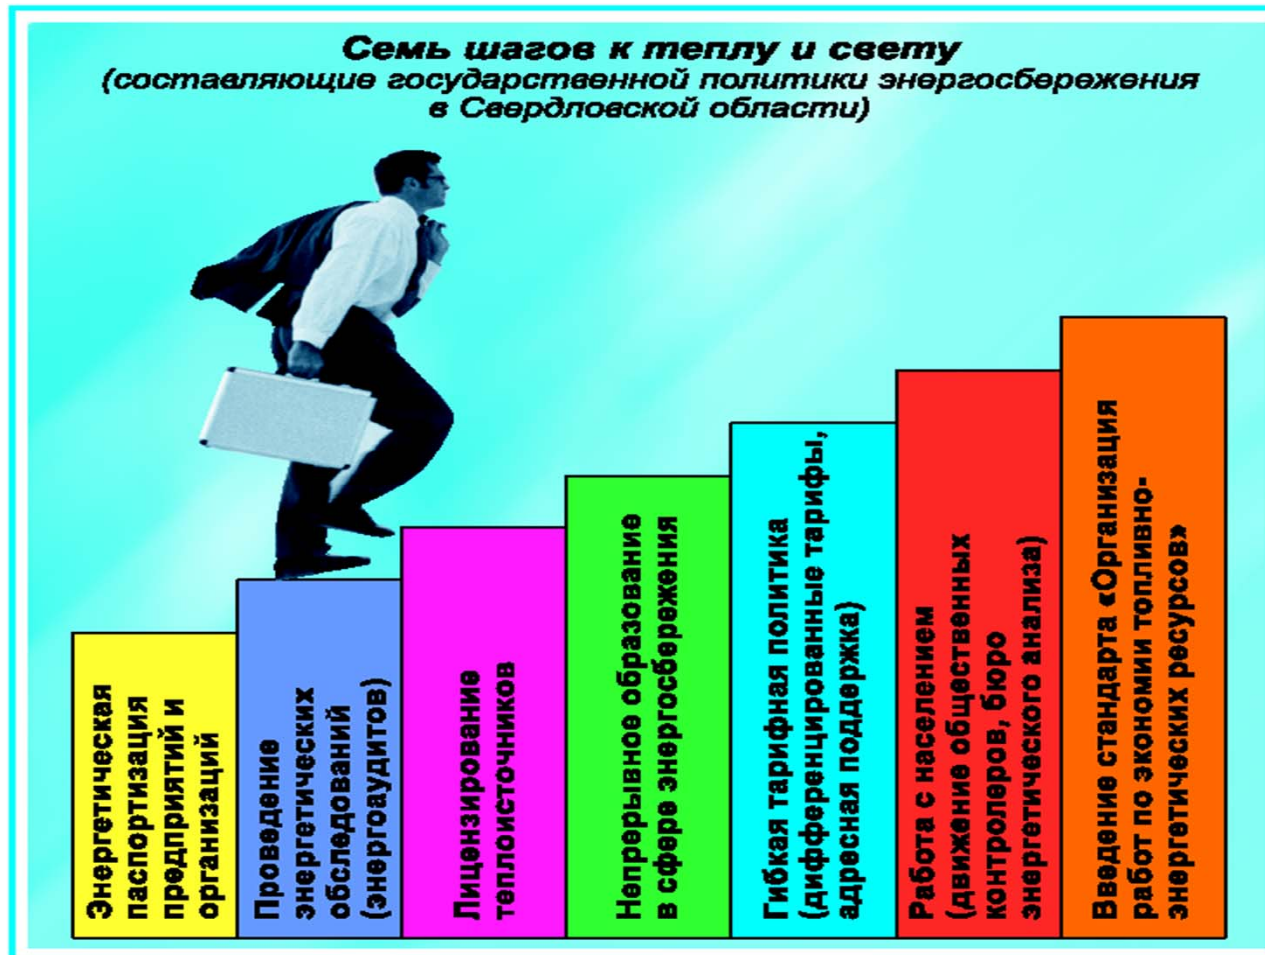 Семь шагов к теплу и свету
(составляющие государственной политики энергосбережения
в Свердловской области)
Энергетическая
паспортизация
предприятий и
организаций
Проведение
энергетических
обследований
(энергоаудитов)
Лицензирование
теплоисточников
Непрерывное образование
в сфере энергосбережения
Гибкая тарифная политика
(дифференцированные тарифы,
адресная поддержка)
Работа с населением
(движение общественных
контролеров, бюро
энергетического анализа)
Введение стандарта «Организация
работ по экономии топливно-
энергетических ресурсов»